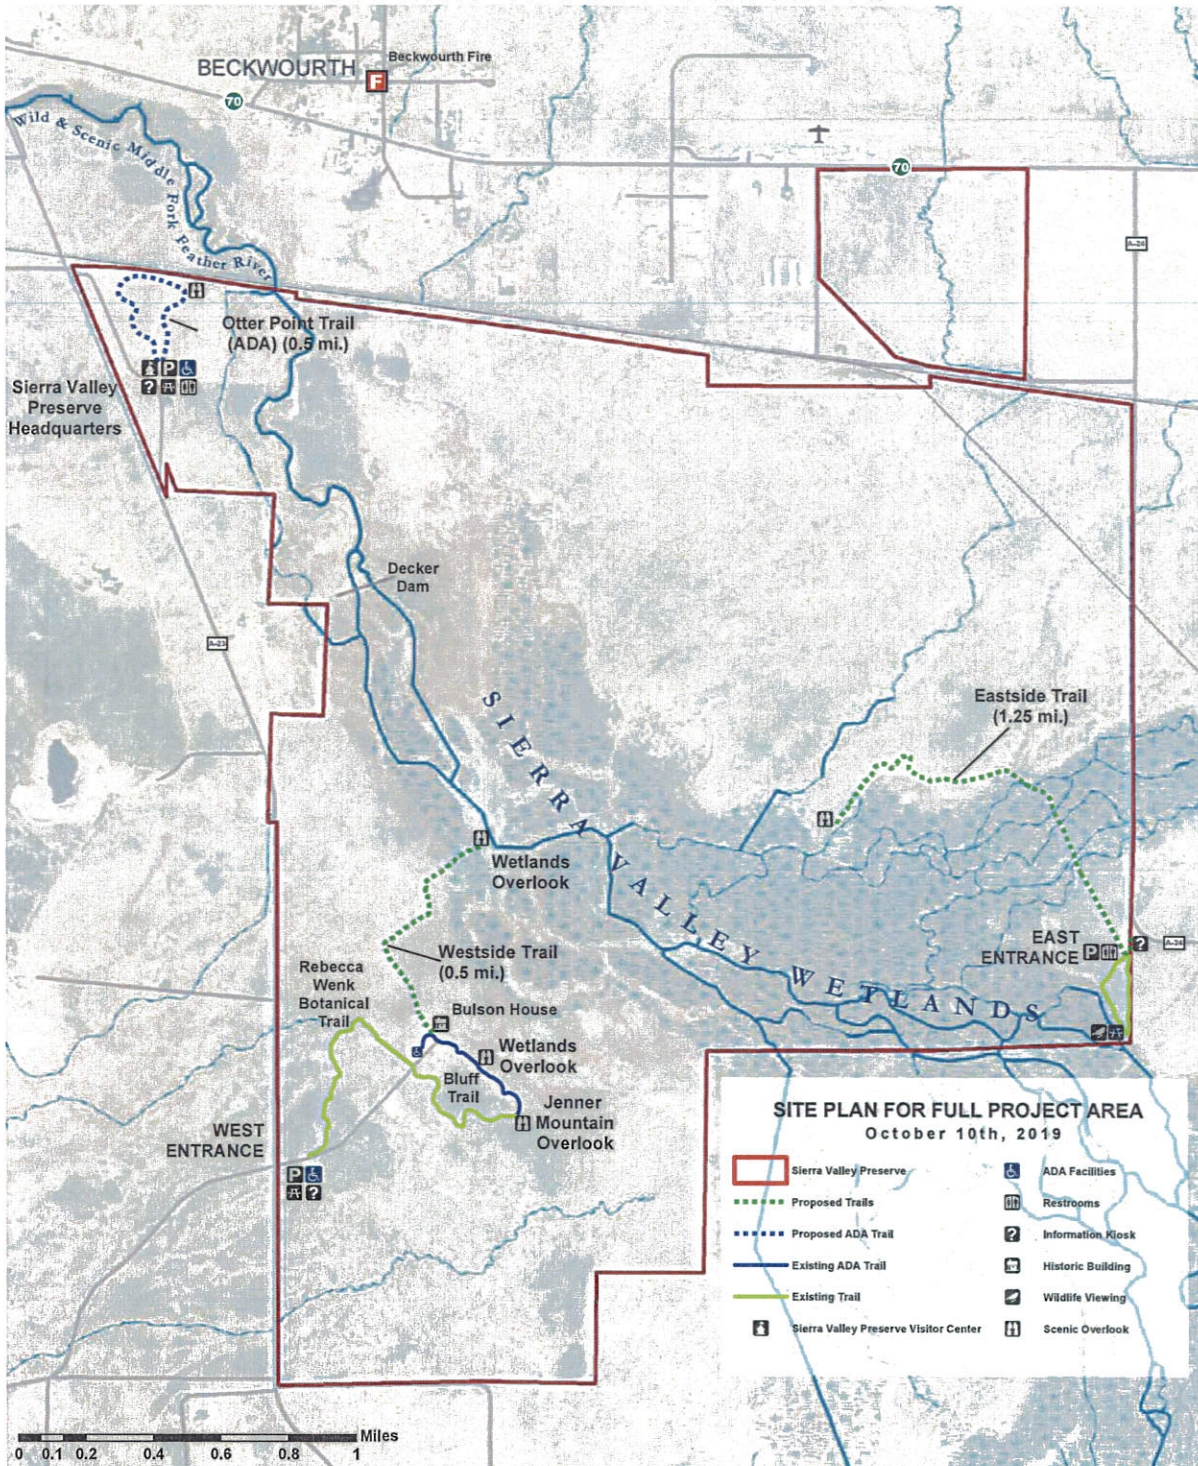 BECKWOURTH
Beckwourth Fire
F
70
70
Wild & Scenic Middle Fork Feather River
A-24
Otter Point Trail
(ADA) (0.5 mi.)
P
?
Sierra Valley
Preserve
Headquarters
Decker
Dam
A-23
SIERRA VALLEY WETLANDS
Eastside Trail
(1.25 mi.)
Wetlands
Overlook
Westside Trail
(0.5 mi.)
EAST
ENTRANCE
P
?
A-24
Rebecca
Wenk
Botanical
Trail
Bulson House
Wetlands
Overlook
Bluff
Trail
Jenner
Mountain
Overlook
WEST
ENTRANCE
P
?
SITE PLAN FOR FULL PROJECT AREA
October 10th, 2019
Sierra Valley Preserve
ADA Facilities
Proposed Trails
Restrooms
Proposed ADA Trail
? Information Kiosk
Existing ADA Trail
Historic Building
Existing Trail
Wildlife Viewing
Sierra Valley Preserve Visitor Center
Scenic Overlook
Miles
0 0.1 0.2 0.4 0.6 0.8 1